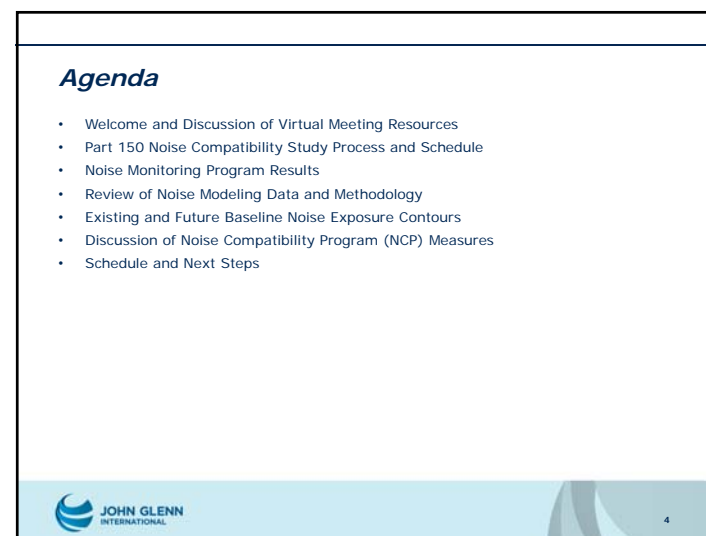 Agenda
• Welcome and Discussion of Virtual Meeting Resources
• Part 150 Noise Compatibility Study Process and Schedule
• Noise Monitoring Program Results
• Review of Noise Modeling Data and Methodology
• Existing and Future Baseline Noise Exposure Contours
• Discussion of Noise Compatibility Program (NCP) Measures
• Schedule and Next Steps
JOHN GLENN
INTERNATIONAL
4